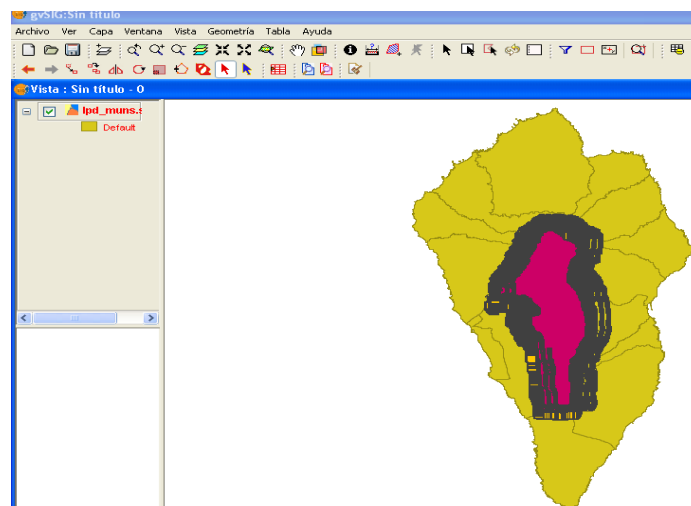 gvSIG:Sin título
Archivo Ver Capa Ventana Vista Geometría Tabla Ayuda
Vista : Sin título - 0
lpd_muns.s
Default